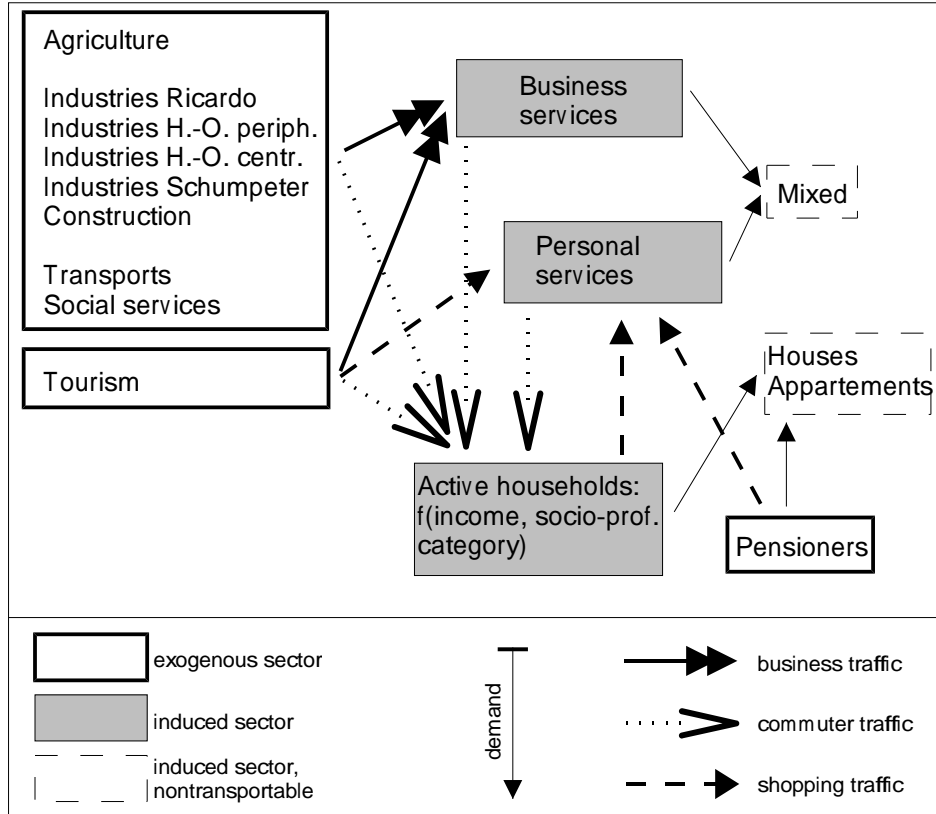 Agriculture
Industries Ricardo
Industries H.-O. periph.
Industries H.-O. centr.
Industries Schumpeter
Construction
Transports
Social services
Tourism
Business
services
Personal
services
Mixed
Houses
Appartements
Active households:
f(income, socio-prof.
category)
Pensioners
exogenous sector
induced sector
induced sector,
nontransportable
demand
business traffic
commuter traffic
shopping traffic